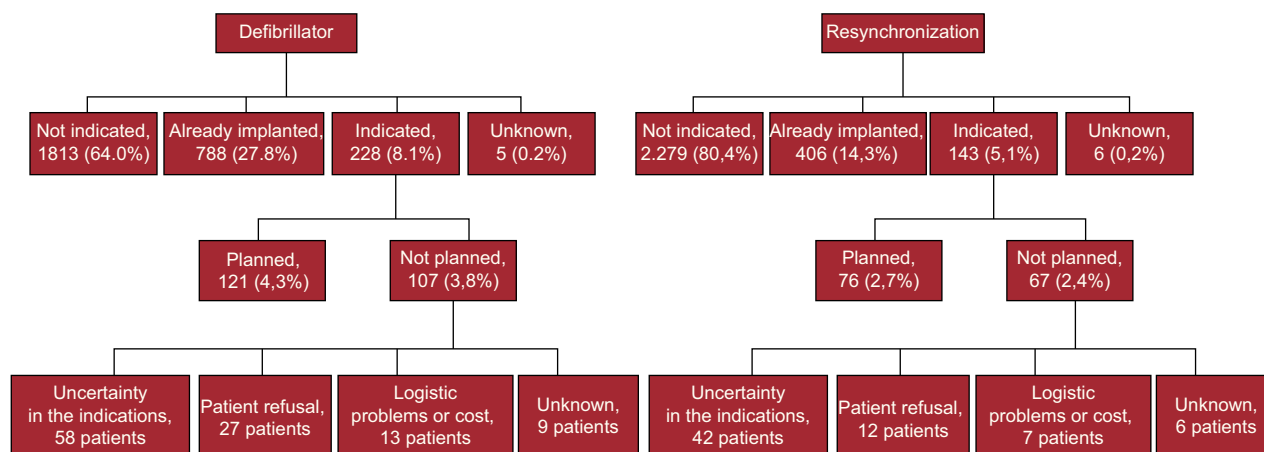 Defibrillator
Not indicated,
1813 (64.0%)
Already implanted,
788 (27.8%)
Indicated,
228 (8.1%)
Unknown,
5 (0.2%)
Planned,
121 (4,3%)
Not planned,
107 (3,8%)
Uncertainty
in the indications,
58 patients
Patient refusal,
27 patients
Logistic
problems or cost,
13 patients
Unknown,
9 patients
Resynchronization
Not indicated,
2.279 (80,4%)
Already implanted,
406 (14,3%)
Indicated,
143 (5,1%)
Unknown,
6 (0,2%)
Planned,
76 (2,7%)
Not planned,
67 (2,4%)
Uncertainty
in the indications,
42 patients
Patient refusal,
12 patients
Logistic
problems or cost,
7 patients
Unknown,
6 patients